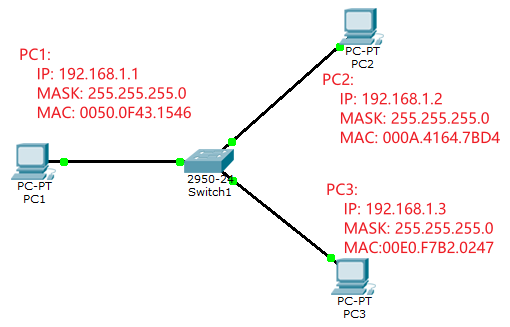 PC1:
IP: 192.168.1.1
MASK: 255.255.255.0
MAC: 0050.0F43.1546
PC-PT
PC1
2950-24
Switch1
PC-PT
PC2
PC2:
IP: 192.168.1.2
MASK: 255.255.255.0
MAC: 000A.4164.7BD4
PC3:
IP: 192.168.1.3
MASK: 255.255.255.0
MAC:00E0.F7B2.0247
PC-PT
PC3